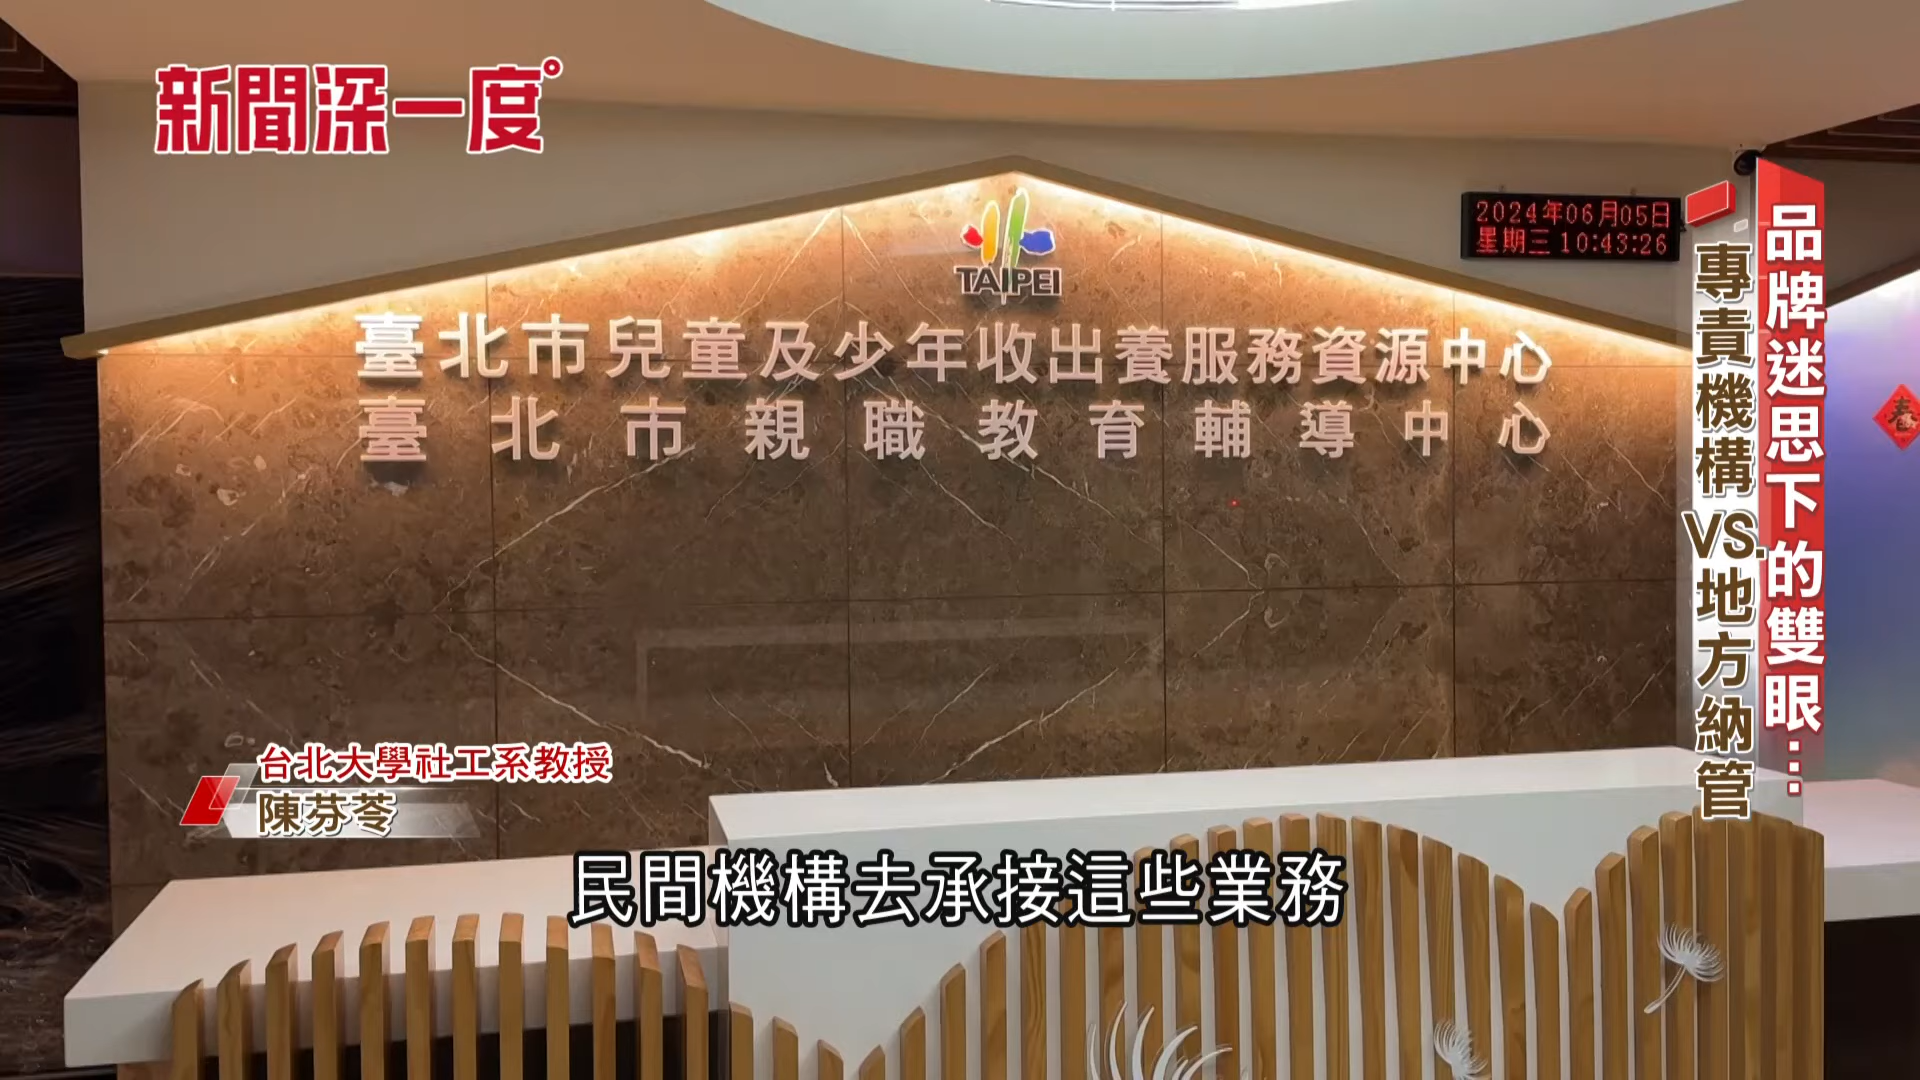 新聞深一度
2024年06月05日
星期三 10:43:26
TAIPEI
臺北市兒童及少年收出養服務資源中心
臺北市親職教育輔導中心
品牌迷思下的雙眼…
專責機構 VS.地方納管
春
台北大學社工系教授
陳芬苓
民間機構去承接這些業務